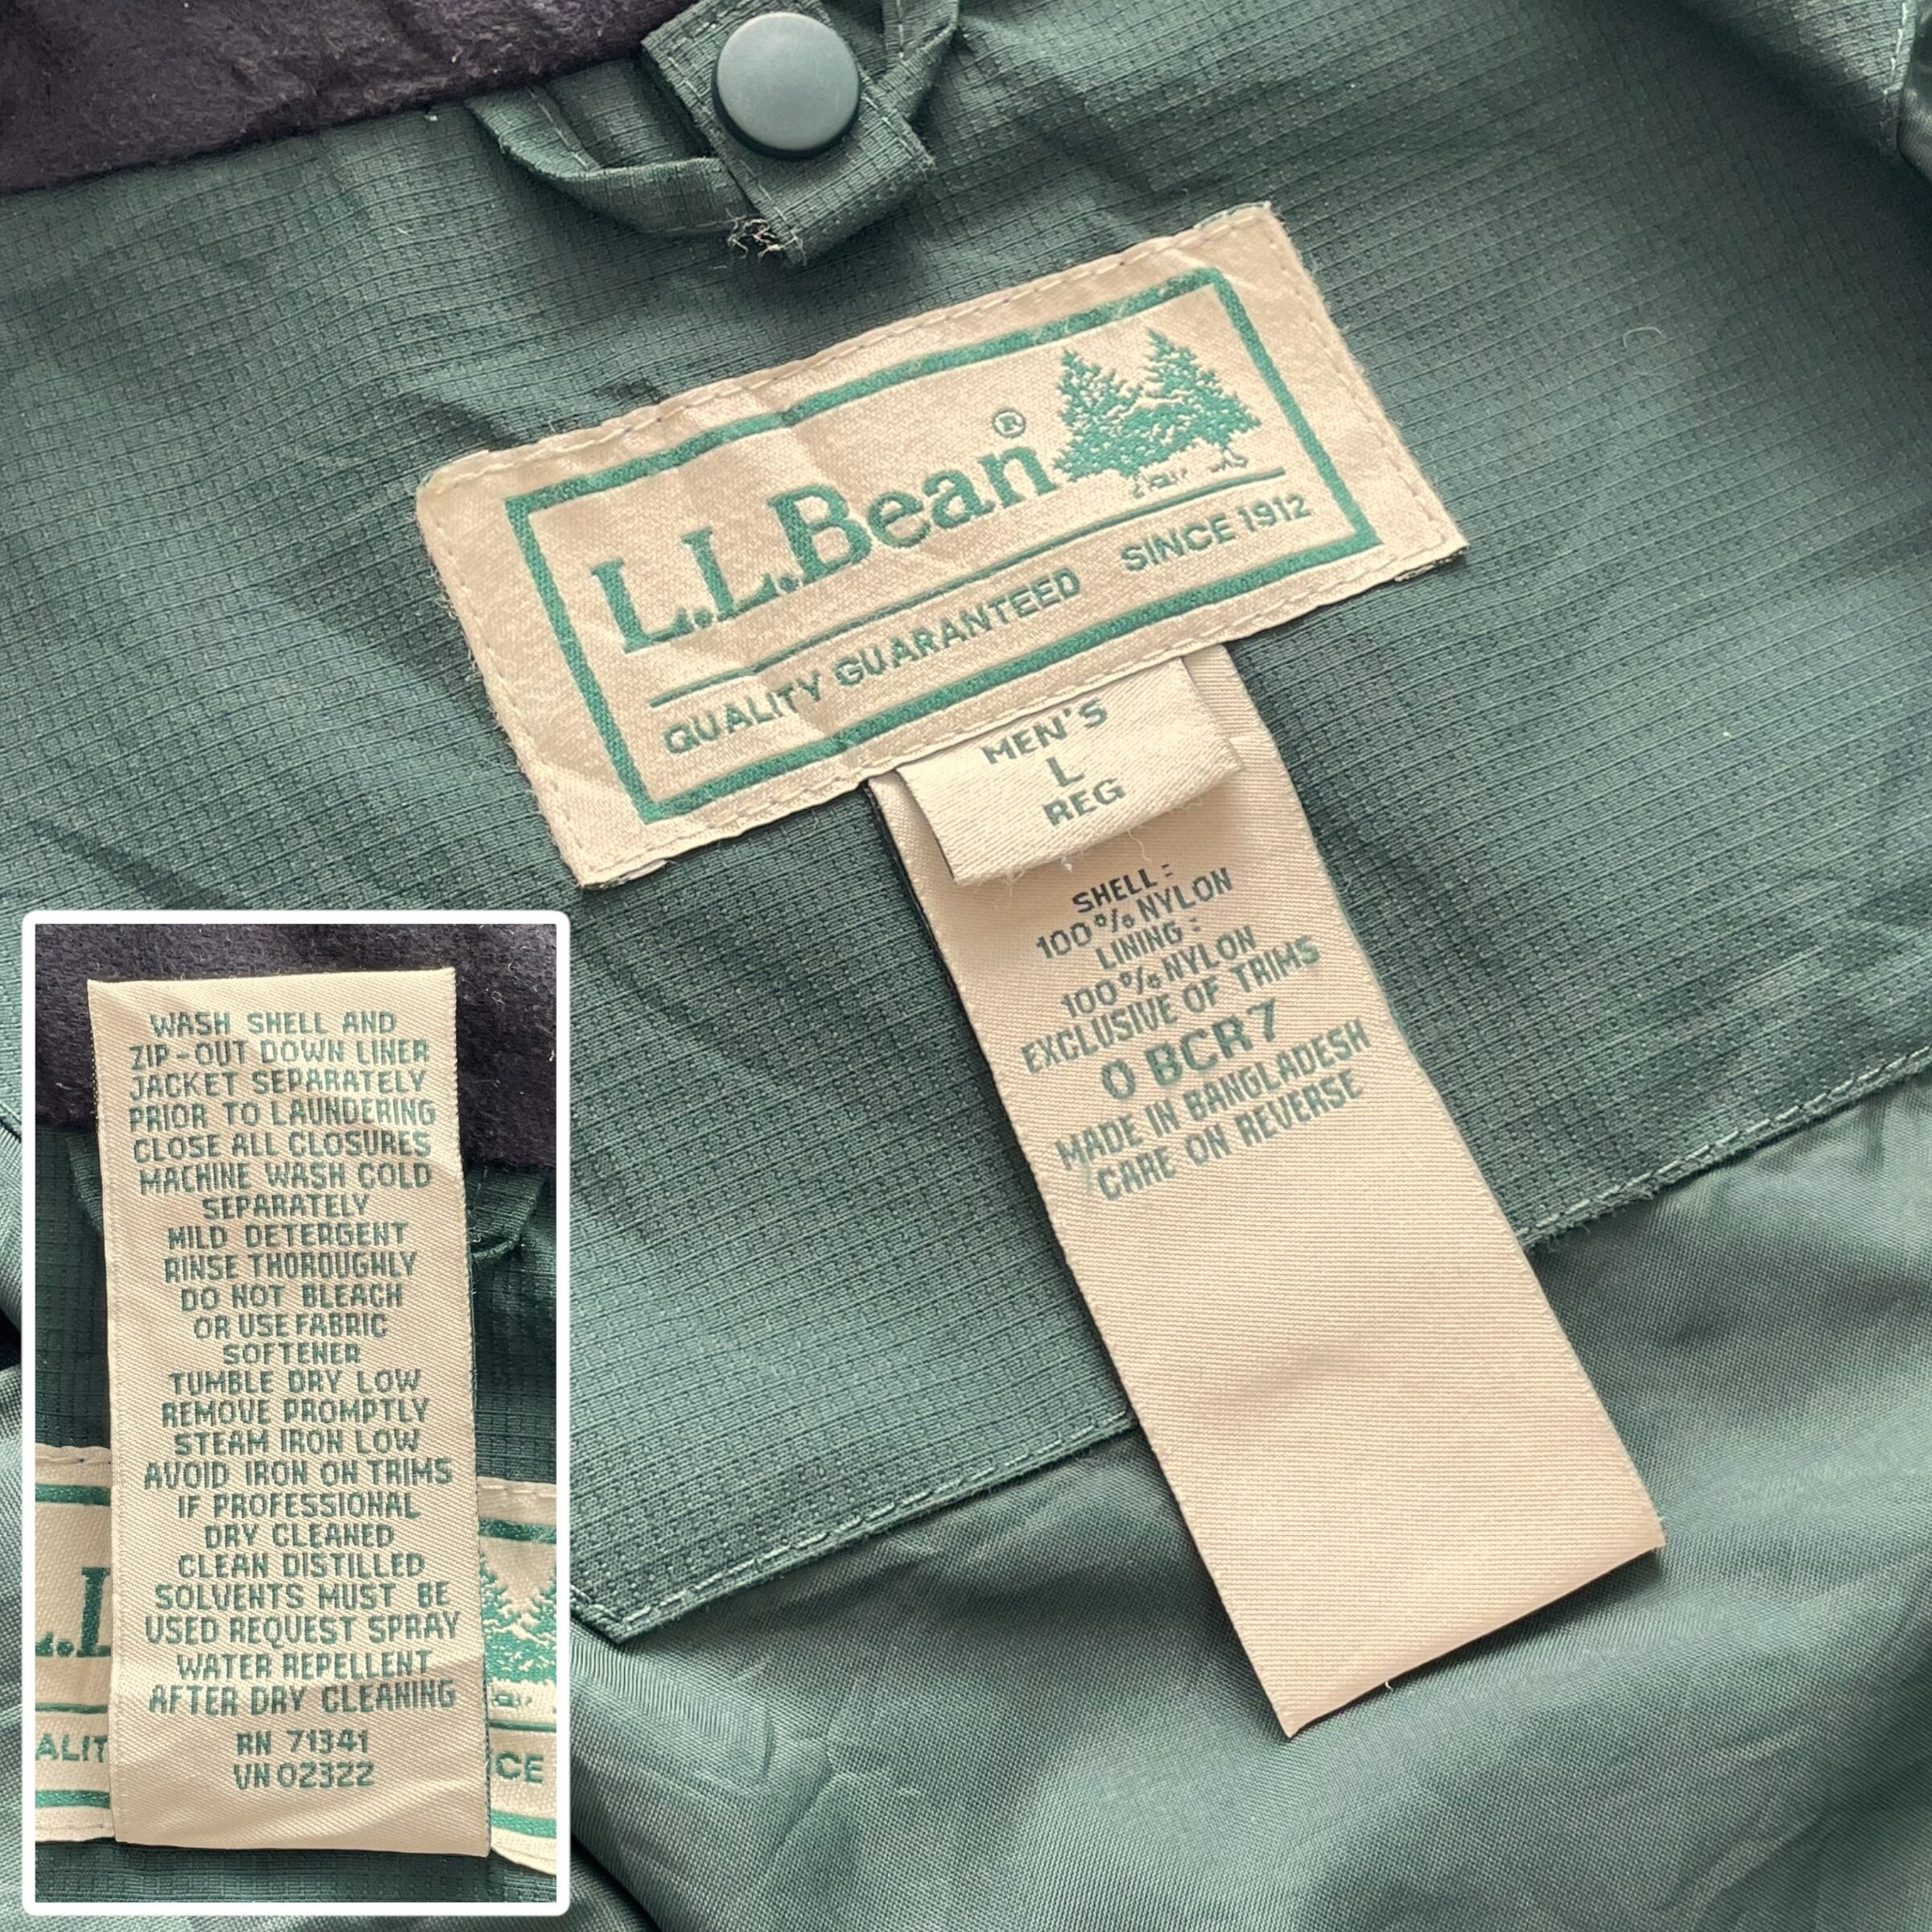 L.L.Bean®
QUALITY GUARANTEED SINCE 1912
MEN'S
L
REG
SHELL:
100% NYLON
LINING:
100% NYLON
EXCLUSIVE OF TRIMS
0 BCR7
MADE IN BANGLADESH
CARE ON REVERSE
WASH SHELL AND
ZIP-OUT DOWN LINER
JACKET SEPARATELY
PRIOR TO LAUNDERING
CLOSE ALL CLOSURES
MACHINE WASH COLD
SEPARATELY
MILD DETERGENT
RINSE THOROUGHLY
DO NOT BLEACH
OR USE FABRIC
SOFTENER
TUMBLE DRY LOW
REMOVE PROMPTLY
STEAM IRON LOW
AVOID IRON ON TRIMS
IF PROFESSIONAL
DRY CLEANED
CLEAN DISTILLED
SOLVENTS MUST BE
USED REQUEST SPRAY
WATER REPELLENT
AFTER DRY CLEANING
RN 71341
VN 02322
L.L
ALIT
CE